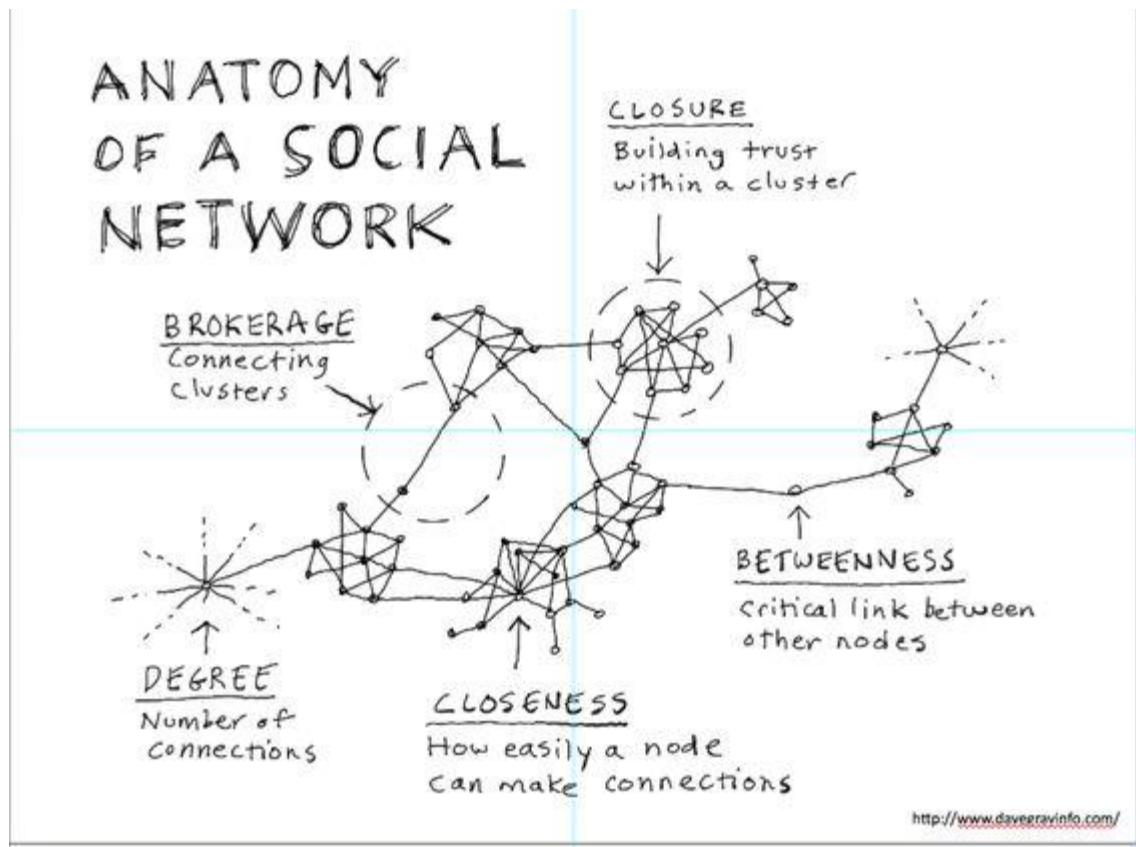 ANATOMY
OF A SOCIAL
NETWORK
CLOSURE
Building trust
within a cluster
BROKERAGE
Connecting
clusters
BETWEENNESS
Critical link between
other nodes
DEGREE
Number of
connections
CLOSENESS
How easily a node
can make connections
http://www.davegrayinfo.com/